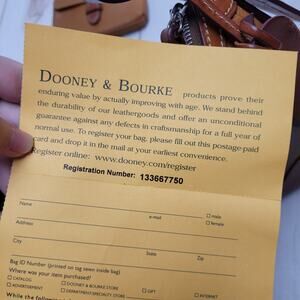 DOONEY & BOURKE products prove their
enduring value by actually improving with age. We stand behind
the durability of our leathergoods and offer an unconditional
guarantee against any defects in craftsmanship for a full year of
normal use. To register your bag, please fill out this postage-paid
card and drop it in the mail at your earliest convenience.
Register online: www.dooney.com/register
Registration Number: 133667750
Name e-mail □ male
□ female
Address
City State Zip
Bag ID Number (printed on tag sewn inside bag)
Where was your item purchased?
□ CATALOG □ DOONEY & BOURKE STORE □ GIFT □ INTERNET
□ ADVERTISEMENT □ DEPARTMENT/SPECIALTY STORE
While the